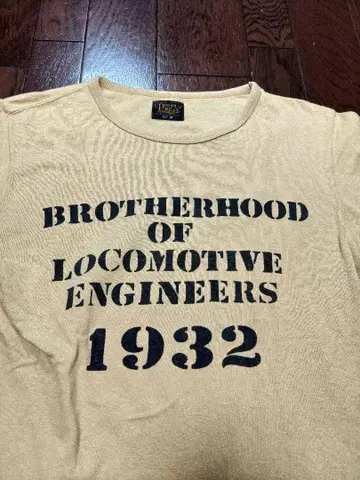 BROTHERHOOD
OF
LOCOMOTIVE
ENGINEERS
1932